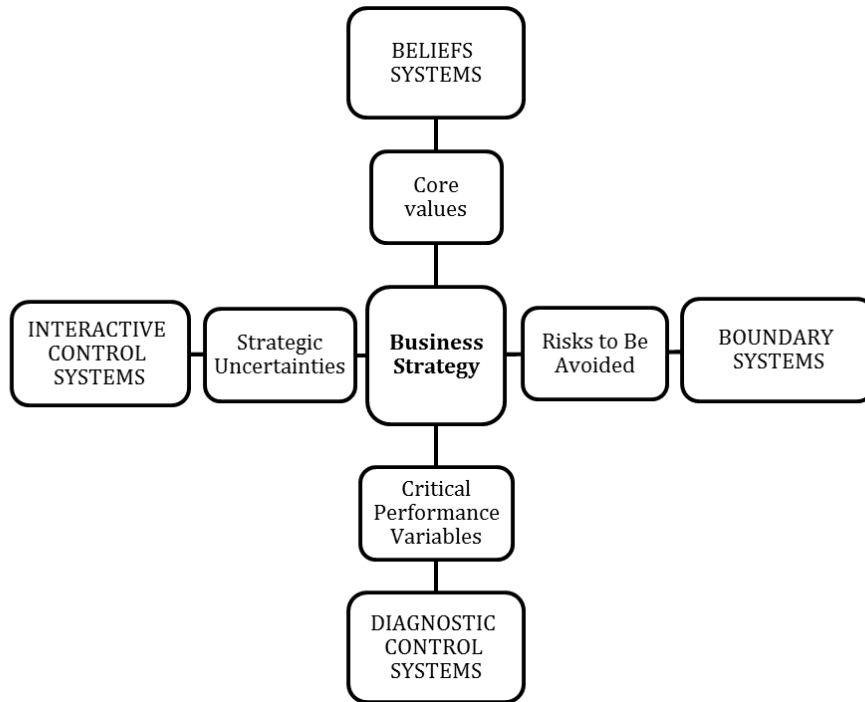 BELIEFS
SYSTEMS
Core
values
INTERACTIVE
CONTROL
SYSTEMS
Strategic
Uncertainties
Business
Strategy
Risks to Be
Avoided
BOUNDARY
SYSTEMS
Critical
Performance
Variables
DIAGNOSTIC
CONTROL
SYSTEMS